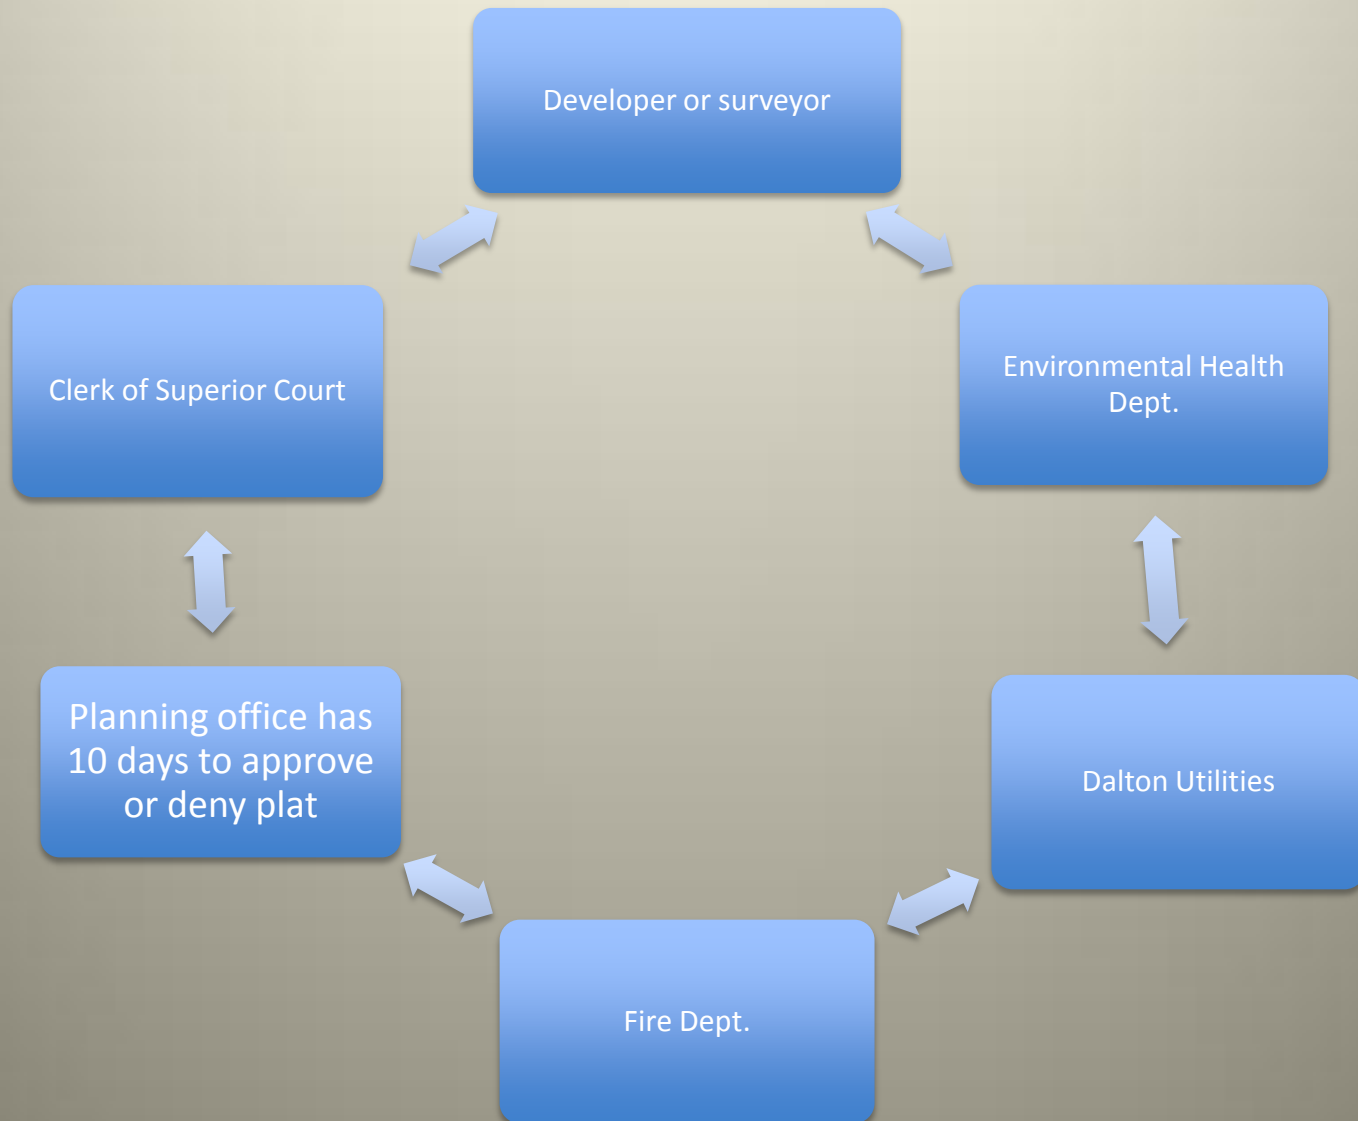 Developer or surveyor
Clerk of Superior Court
Environmental Health
Dept.
Planning office has
10 days to approve
or deny plat
Dalton Utilities
Fire Dept.